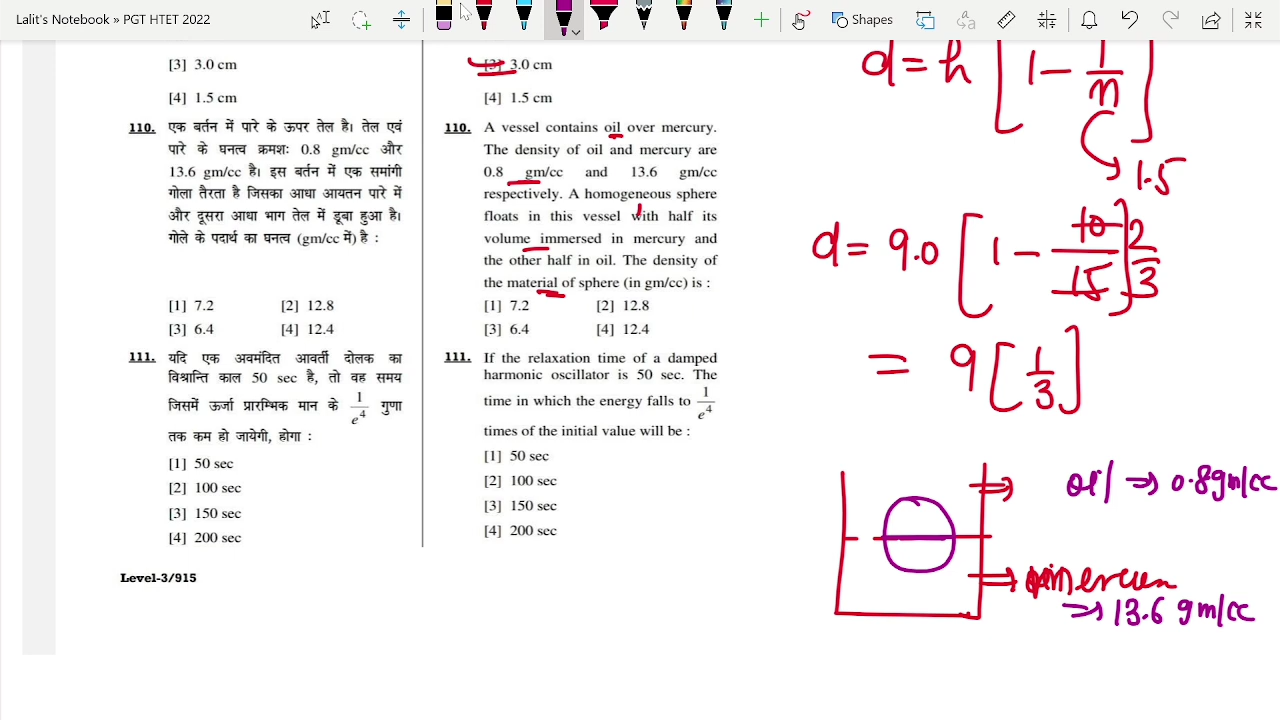 Lalit's Notebook » PGT HTET 2022
Shapes
[3] 3.0 cm
[4] 1.5 cm
110. एक बर्तन में पारे के ऊपर तेल है। तेल एवं
पारे के घनत्व क्रमशः 0.8 gm/cc और
13.6 gm/cc है। इस बर्तन में एक समांगी
गोला तैरता है जिसका आधा आयतन पारे में
और दूसरा आधा भाग तेल में डूबा हुआ है।
गोले के पदार्थ का घनत्व (gm/cc में) है :
[1] 7.2 [2] 12.8
[3] 6.4 [4] 12.4
111. यदि एक अवमंदित आवर्ती दोलक का
विश्रान्ति काल 50 sec है, तो वह समय
जिसमें ऊर्जा प्रारम्भिक मान के 1/e⁴ गुणा
तक कम हो जायेगी, होगा :
[1] 50 sec
[2] 100 sec
[3] 150 sec
[4] 200 sec
Level-3/915
[3] 3.0 cm
[4] 1.5 cm
110. A vessel contains oil over mercury.
The density of oil and mercury are
0.8 gm/cc and 13.6 gm/cc
respectively. A homogeneous sphere
floats in this vessel with half its
volume immersed in mercury and
the other half in oil. The density of
the material of sphere (in gm/cc) is :
[1] 7.2 [2] 12.8
[3] 6.4 [4] 12.4
111. If the relaxation time of a damped
harmonic oscillator is 50 sec. The
time in which the energy falls to 1/e⁴
times of the initial value will be :
[1] 50 sec
[2] 100 sec
[3] 150 sec
[4] 200 sec
d = h [1 - 1/n]
1.5
d = 9.0 [1 - 10/15] 2/3
= 9 [1/3]
oil ⇒ 0.8 gm/cc
⇒ 13.6 gm/cc